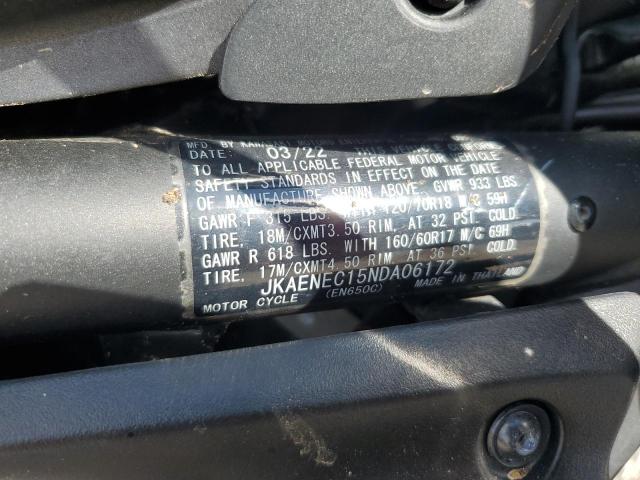 MFD. BY
DATE: 03/22 THIS VEHICLE CONFORMS
TO ALL APPLICABLE FEDERAL MOTOR VEHICLE
SAFETY STANDARDS IN EFFECT ON THE DATE
OF MANUFACTURE SHOWN ABOVE. GVWR 933 LBS
GAWR F 315 LBS. WITH 120/70R18 M/C 59H
TIRE, 18M/CXMT3.50 RIM, AT 32 PSI COLD.
GAWR R 618 LBS. WITH 160/60R17 M/C 69H
TIRE, 17M/CXMT4.50 RIM, AT 36 PSI COLD.
JKAENEC15NDA06172
MOTOR CYCLE (EN650C) MADE IN THAILAND